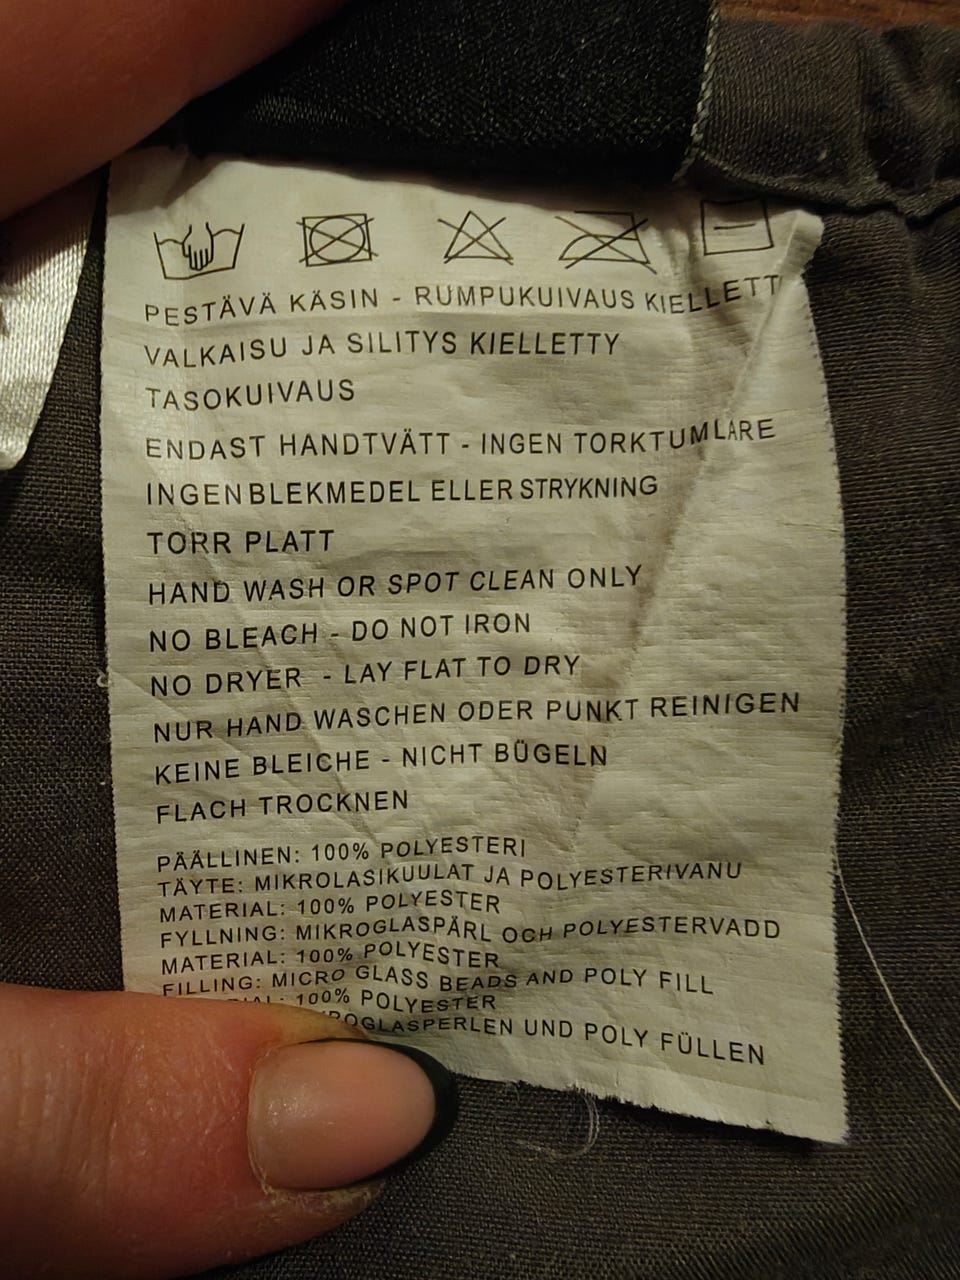 PESTÄVÄ KÄSIN - RUMPUKUIVAUS KIELLETT
VALKAISU JA SILITYS KIELLETTY
TASOKUIVAUS
ENDAST HANDTVÄTT - INGEN TORKTUMLARE
INGEN BLEKMEDEL ELLER STRYKNING
TORR PLATT
HAND WASH OR SPOT CLEAN ONLY
NO BLEACH - DO NOT IRON
NO DRYER - LAY FLAT TO DRY
NUR HAND WASCHEN ODER PUNKT REINIGEN
KEINE BLEICHE - NICHT BÜGELN
FLACH TROCKNEN
PÄÄLLINEN: 100% POLYESTERI
TÄYTE: MIKROLASIKUULAT JA POLYESTERIVANU
MATERIAL: 100% POLYESTER
FYLLNING: MIKROGLASPÄRL OCH POLYESTERVADD
MATERIAL: 100% POLYESTER
FILLING: MICRO GLASS BEADS AND POLY FILL
100% POLYESTER
UND POLY FÜLLEN